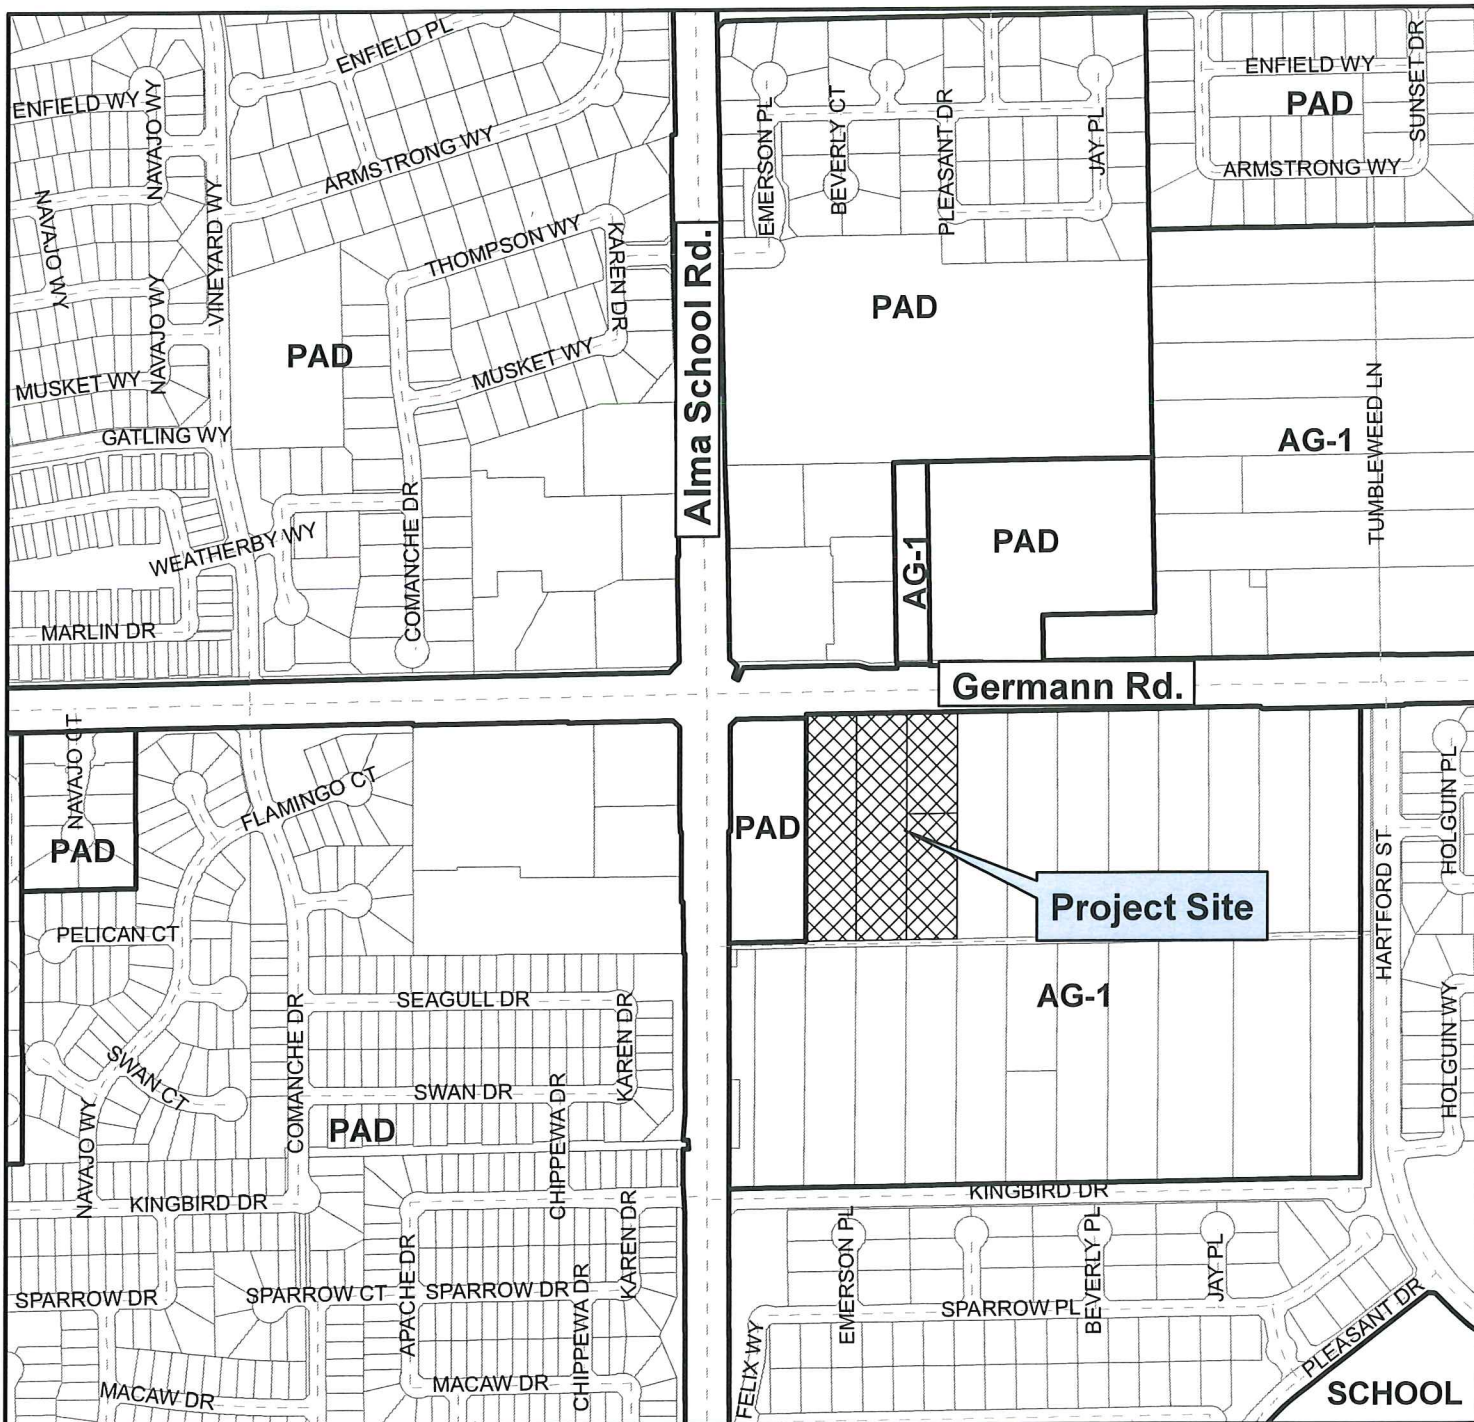 ENFIELD PL
ENFIELD WY
NAVAJO WY
ARMSTRONG WY
NAVAJO WY
VINEYARD WY
THOMPSON WY
KAREN DR
NAVAJO WY
PAD
MUSKET WY
MUSKET WY
GATLING WY
WEATHERBY WY
COMANCHE DR
MARLIN DR
Alma School Rd.
EMERSON PL
BEVERLY CT
PLEASANT DR
JAY PL
ENFIELD WY
PAD
SUNSET DR
ARMSTRONG WY
PAD
AG-1
TUMBLEWEED LN
AG-1
PAD
Germann Rd.
NAVAJO CT
PAD
FLAMINGO CT
PELICAN CT
SEAGULL DR
KAREN DR
SWAN CT
COMANCHE DR
SWAN DR
CHIPPEWA DR
PAD
NAVAJO WY
KINGBIRD DR
KAREN DR
APACHE DR
SPARROW DR
SPARROW CT
SPARROW DR
CHIPPEWA DR
MACAW DR
MACAW DR
PAD
Project Site
AG-1
HARTFORD ST
HOLGUIN PL
HOLGUIN WY
KINGBIRD DR
EMERSON PL
BEVERLY PL
JAY PL
SPARROW PL
FELIX WY
PLEASANT DR
SCHOOL